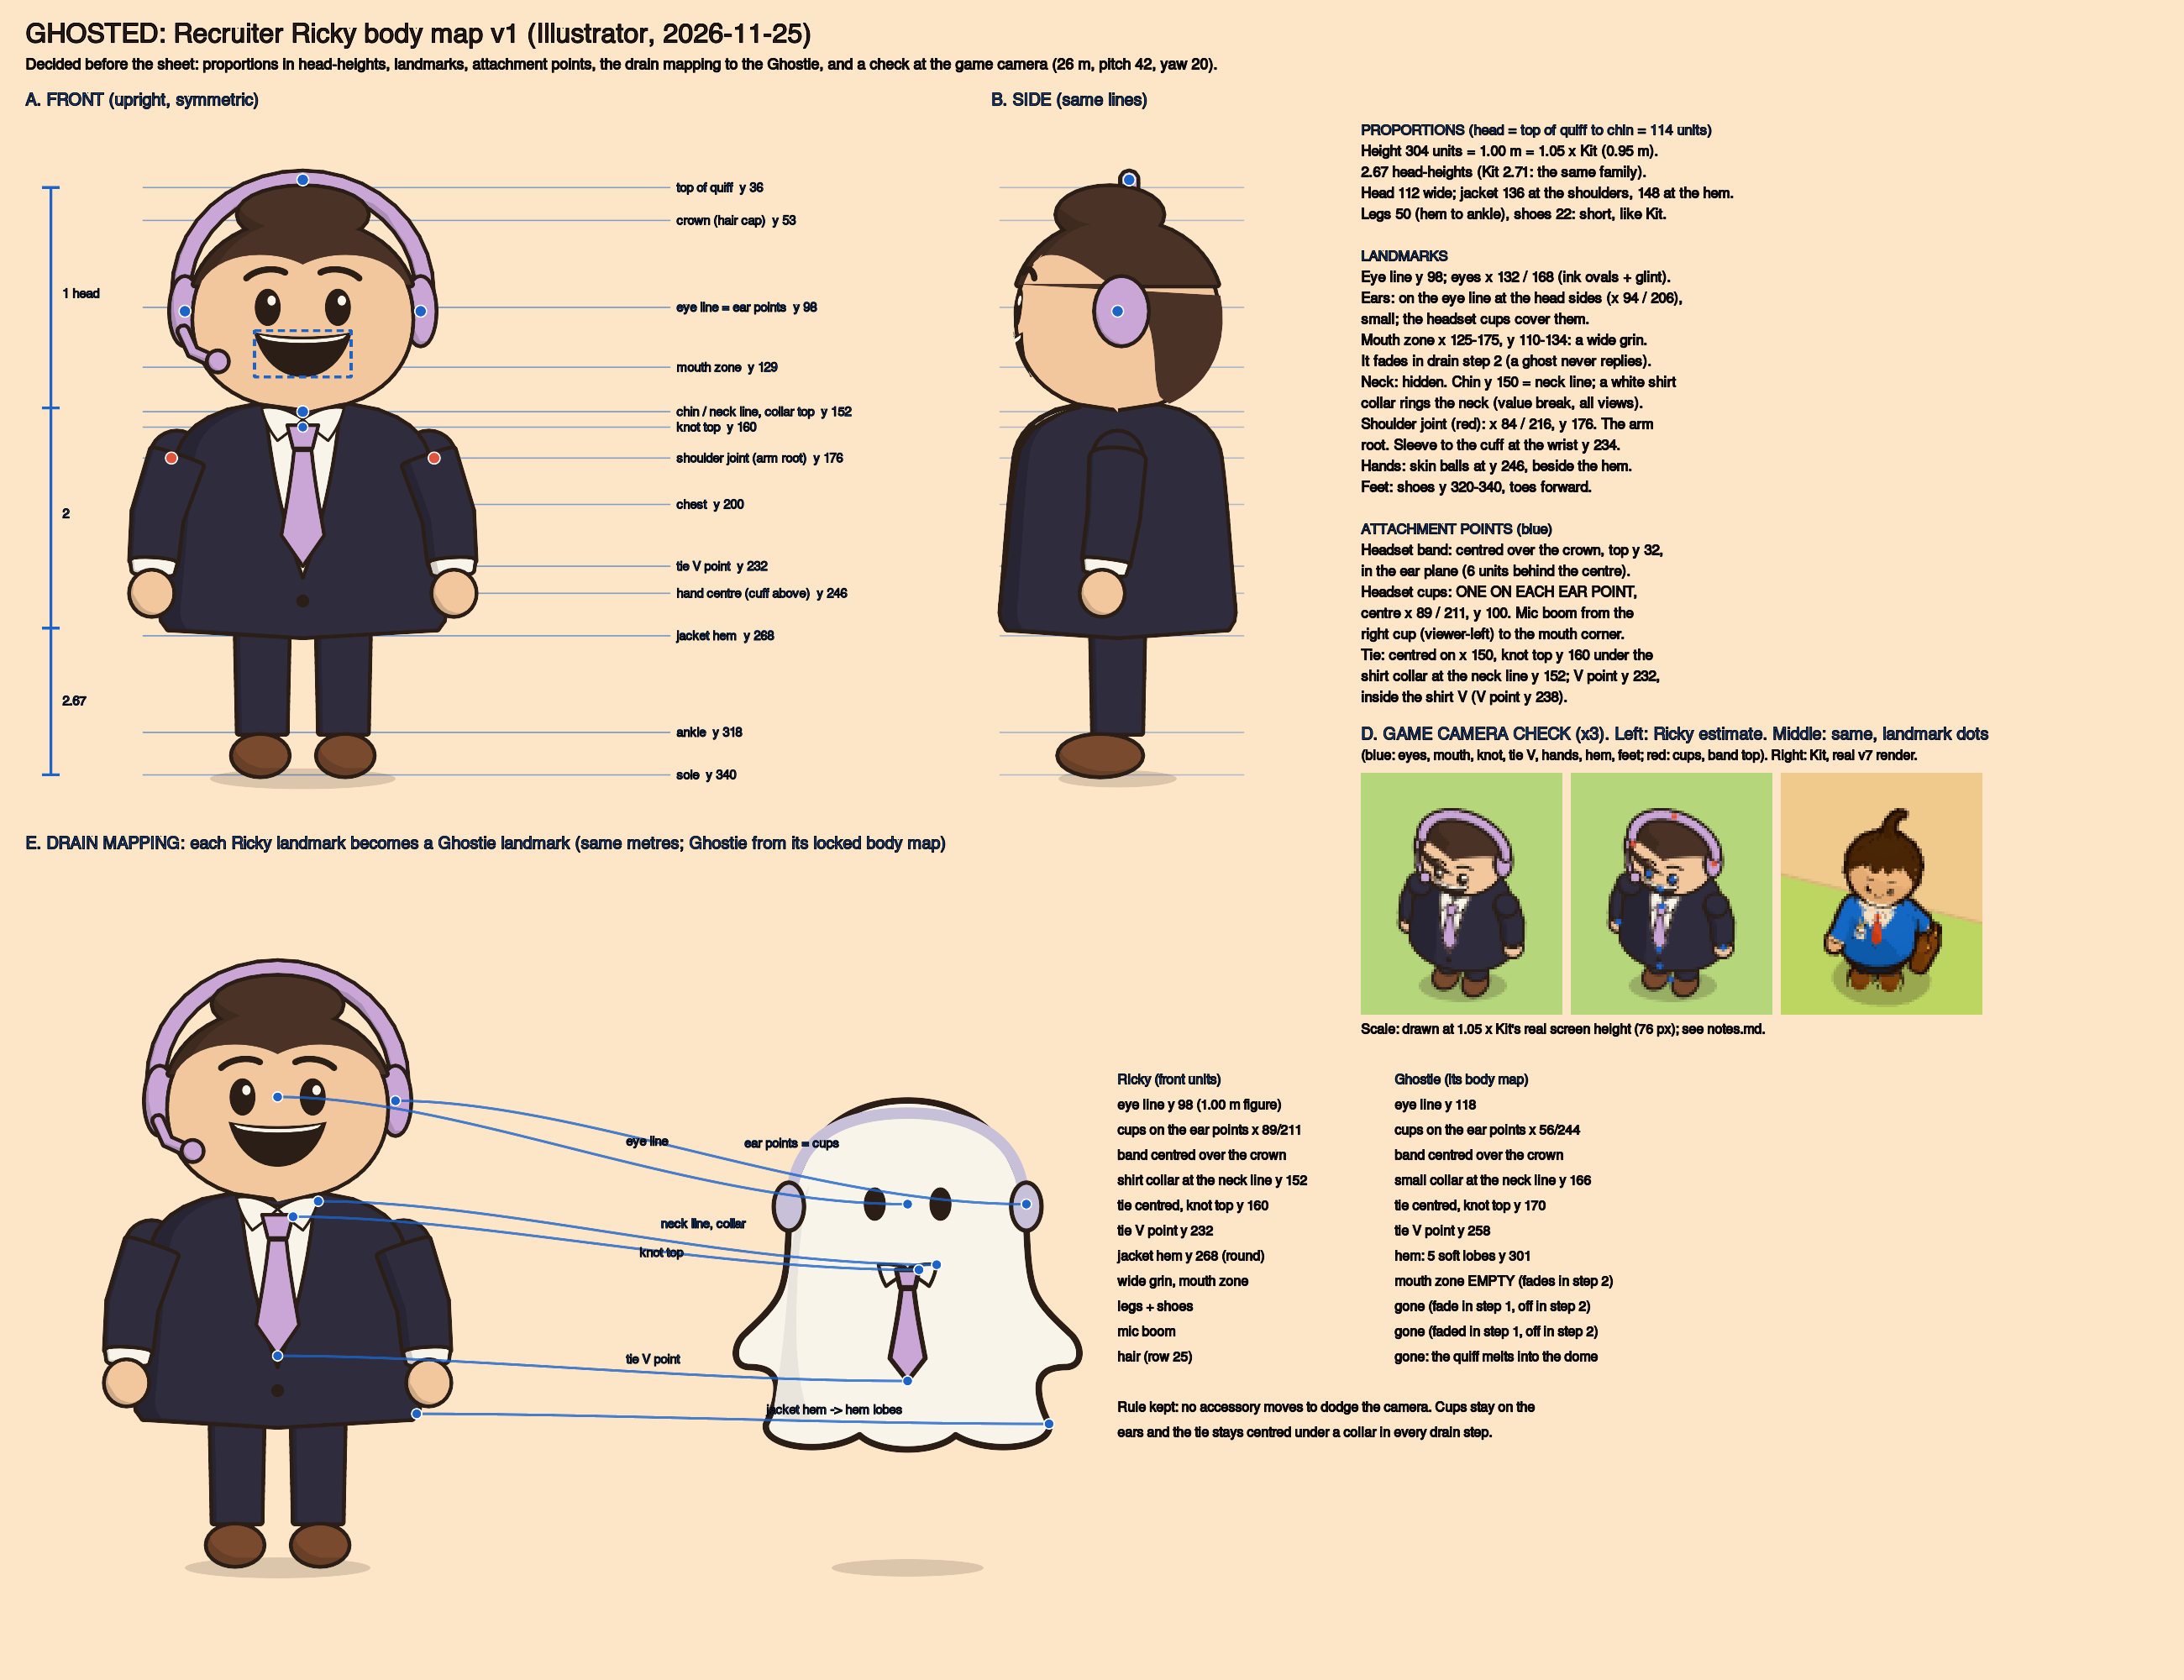 GHOSTED: Recruiter Ricky body map v1 (Illustrator, 2026-11-25)
Decided before the sheet: proportions in head-heights, landmarks, attachment points, the drain mapping to the Ghostie, and a check at the game camera (26 m, pitch 42, yaw 20).
A. FRONT (upright, symmetric)
1 head
2
2.67
top of quiff y 36
crown (hair cap) y 53
eye line = ear points y 98
mouth zone y 129
chin / neck line, collar top y 152
knot top y 160
shoulder joint (arm root) y 176
chest y 200
tie V point y 232
hand centre (cuff above) y 246
jacket hem y 268
ankle y 318
sole y 340
B. SIDE (same lines)
PROPORTIONS (head = top of quiff to chin = 114 units)
Height 304 units = 1.00 m = 1.05 x Kit (0.95 m).
2.67 head-heights (Kit 2.71: the same family).
Head 112 wide; jacket 136 at the shoulders, 148 at the hem.
Legs 50 (hem to ankle), shoes 22: short, like Kit.
LANDMARKS
Eye line y 98; eyes x 132 / 168 (ink ovals + glint).
Ears: on the eye line at the head sides (x 94 / 206),
small; the headset cups cover them.
Mouth zone x 125-175, y 110-134: a wide grin.
It fades in drain step 2 (a ghost never replies).
Neck: hidden. Chin y 150 = neck line; a white shirt
collar rings the neck (value break, all views).
Shoulder joint (red): x 84 / 216, y 176. The arm
root. Sleeve to the cuff at the wrist y 234.
Hands: skin balls at y 246, beside the hem.
Feet: shoes y 320-340, toes forward.
ATTACHMENT POINTS (blue)
Headset band: centred over the crown, top y 32,
in the ear plane (6 units behind the centre).
Headset cups: ONE ON EACH EAR POINT,
centre x 89 / 211, y 100. Mic boom from the
right cup (viewer-left) to the mouth corner.
Tie: centred on x 150, knot top y 160 under the
shirt collar at the neck line y 152; V point y 232,
inside the shirt V (V point y 238).
D. GAME CAMERA CHECK (x3). Left: Ricky estimate. Middle: same, landmark dots
(blue: eyes, mouth, knot, tie V, hands, hem, feet; red: cups, band top). Right: Kit, real v7 render.
Scale: drawn at 1.05 x Kit's real screen height (76 px); see notes.md.
E. DRAIN MAPPING: each Ricky landmark becomes a Ghostie landmark (same metres; Ghostie from its locked body map)
eye line
ear points = cups
neck line, collar
knot top
tie V point
jacket hem -> hem lobes
Ricky (front units)
eye line y 98 (1.00 m figure)
cups on the ear points x 89/211
band centred over the crown
shirt collar at the neck line y 152
tie centred, knot top y 160
tie V point y 232
jacket hem y 268 (round)
wide grin, mouth zone
legs + shoes
mic boom
hair (row 25)
Ghostie (its body map)
eye line y 118
cups on the ear points x 56/244
band centred over the crown
small collar at the neck line y 166
tie centred, knot top y 170
tie V point y 258
hem: 5 soft lobes y 301
mouth zone EMPTY (fades in step 2)
gone (fade in step 1, off in step 2)
gone (faded in step 1, off in step 2)
gone: the quiff melts into the dome
Rule kept: no accessory moves to dodge the camera. Cups stay on the
ears and the tie stays centred under a collar in every drain step.